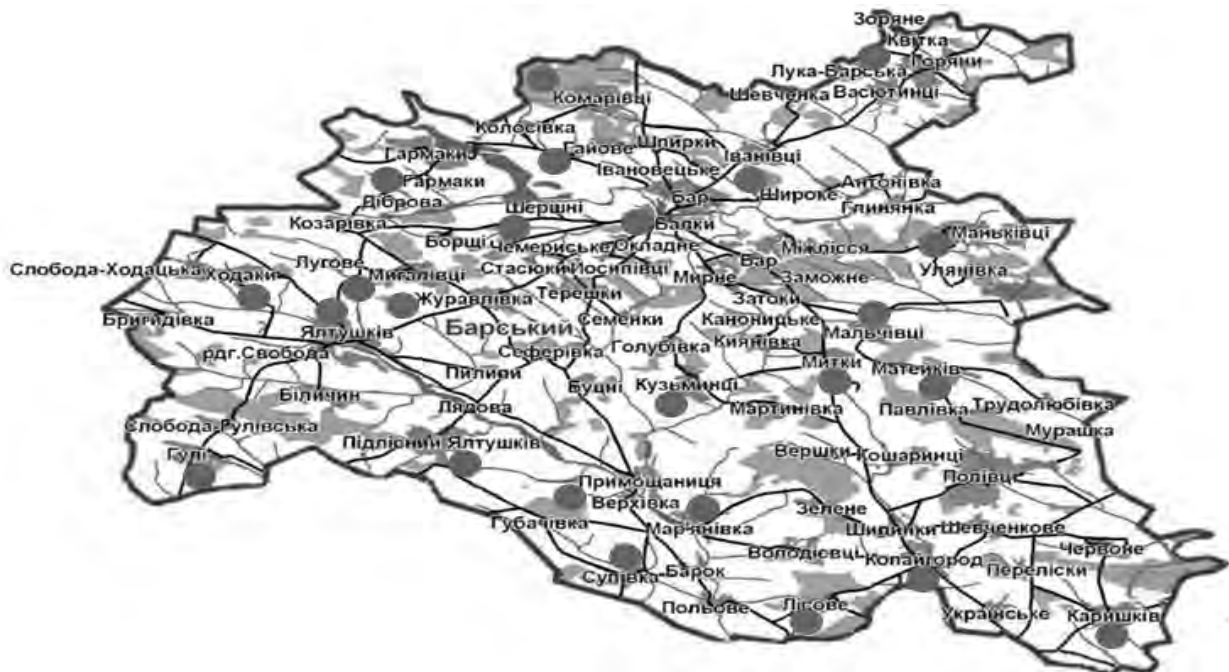 Зоряне
Квітка
Горяни
Лука-Барська
Васютинці
Шевченка
Комарівці
Колосівка
Шпирки
Гайове
Іванівці
Гармаки
Івановецьке
Гармаки
Широке
Антонівка
Діброва
Бар
Глинянка
Шершні
Козарівка
Балки
Маньківці
Борщі
Чемериське
Окладне
Міжлісся
Лугове
Слобода-Ходацька
Ходаки
Мигалівці
Стасюки
Йосипівці
Бар
Улянівка
Мирне
Заможне
Журавлівка
Терешки
Затоки
Бригидівка
Ялтушків
Барський
Семенки
Каноницьке
Мальчівці
Голубівка
Киянівка
рдг.Свобода
Сеферівка
Митки
Матейків
Пилипи
Буцні
Кузьминці
Біличин
Лядова
Мартинівка
Павлівка
Трудолюбівка
Слобода-Гулівська
Мурашка
Підлісний Ялтушків
Гулі
Вершки
Кошаринці
Примощаниця
Полівці
Верхівка
Зелене
Губачівка
Мар'янівка
Шипинки
Шевченкове
Володієвці
Копайгород
Червоне
Супівка
Барок
Переліски
Польове
Лісове
Українське
Каришків